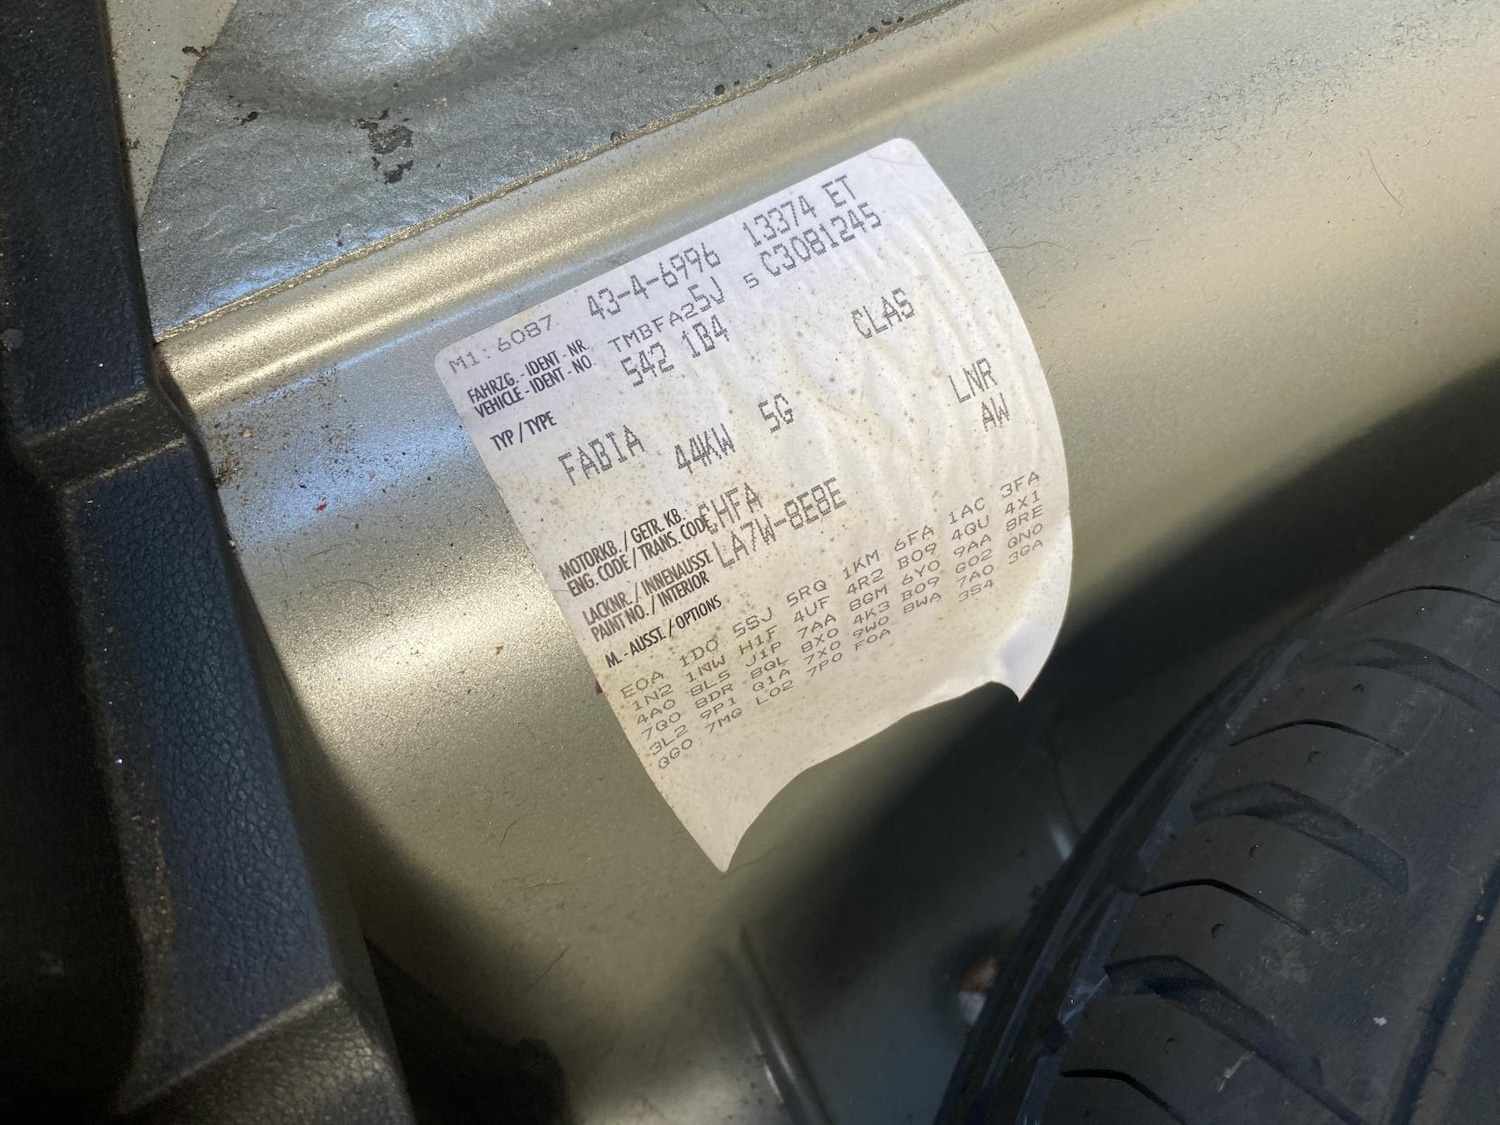 M1: 6087 43-4-6996 13374 ET
FAHRZG. - IDENT - NR.
VEHICLE - IDENT - NO. TMBFA25J 5 C3081245
TYP / TYPE 542 1B4
FABIA CLAS
44KW 5G LNR
AW
MOTORKB. / GETR. KB.
ENG. CODE / TRANS. CODE CHFA
LACKNR. / INNENAUSST.
PAINT NO. / INTERIOR LA7W-8E8E
M. - AUSST. / OPTIONS
E0A 1D0 5SJ 5RQ 1KM 6FA 1AC 3FA
1N2 1NW H1F 4UF 4R2 B09 4QU 4X1
4A0 8L5 J1P 7AA 8GM 6Y0 9AA 8RE
7Q0 8DR 8QL 8X0 4K3 B09 G02 QN0
3L2 9P1 Q1A 7X0 9W0 8WA 7A0 3QA
QG0 7MG L02 7P0 F0A 3S4